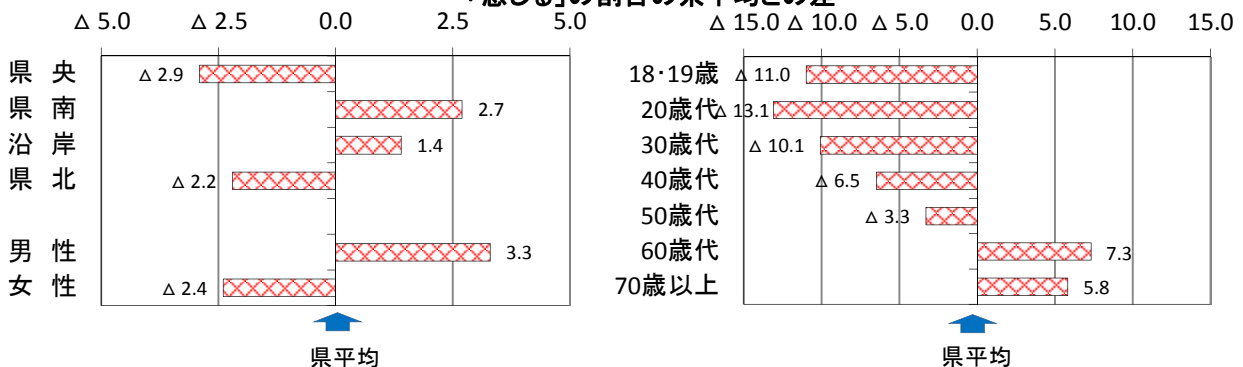 「感じる」の割合の県平均との差
△ 5.0 △ 2.5 0.0 2.5 5.0
県 央 △ 2.9
県 南 2.7
沿 岸 1.4
県 北 △ 2.2
男 性 3.3
女 性 △ 2.4
県平均
△ 15.0 △ 10.0 △ 5.0 0.0 5.0 10.0 15.0
18・19歳 △ 11.0
20歳代 △ 13.1
30歳代 △ 10.1
40歳代 △ 6.5
50歳代 △ 3.3
60歳代 7.3
70歳以上 5.8
県平均